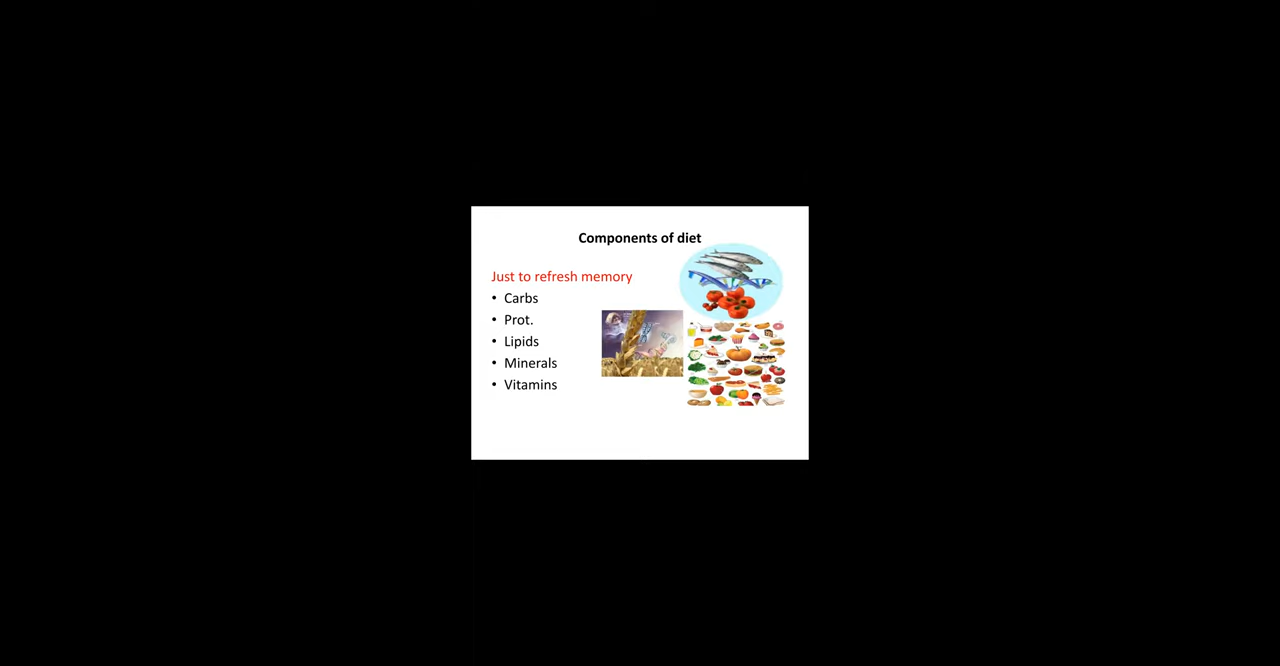 Components of diet
Just to refresh memory
• Carbs
• Prot.
• Lipids
• Minerals
• Vitamins